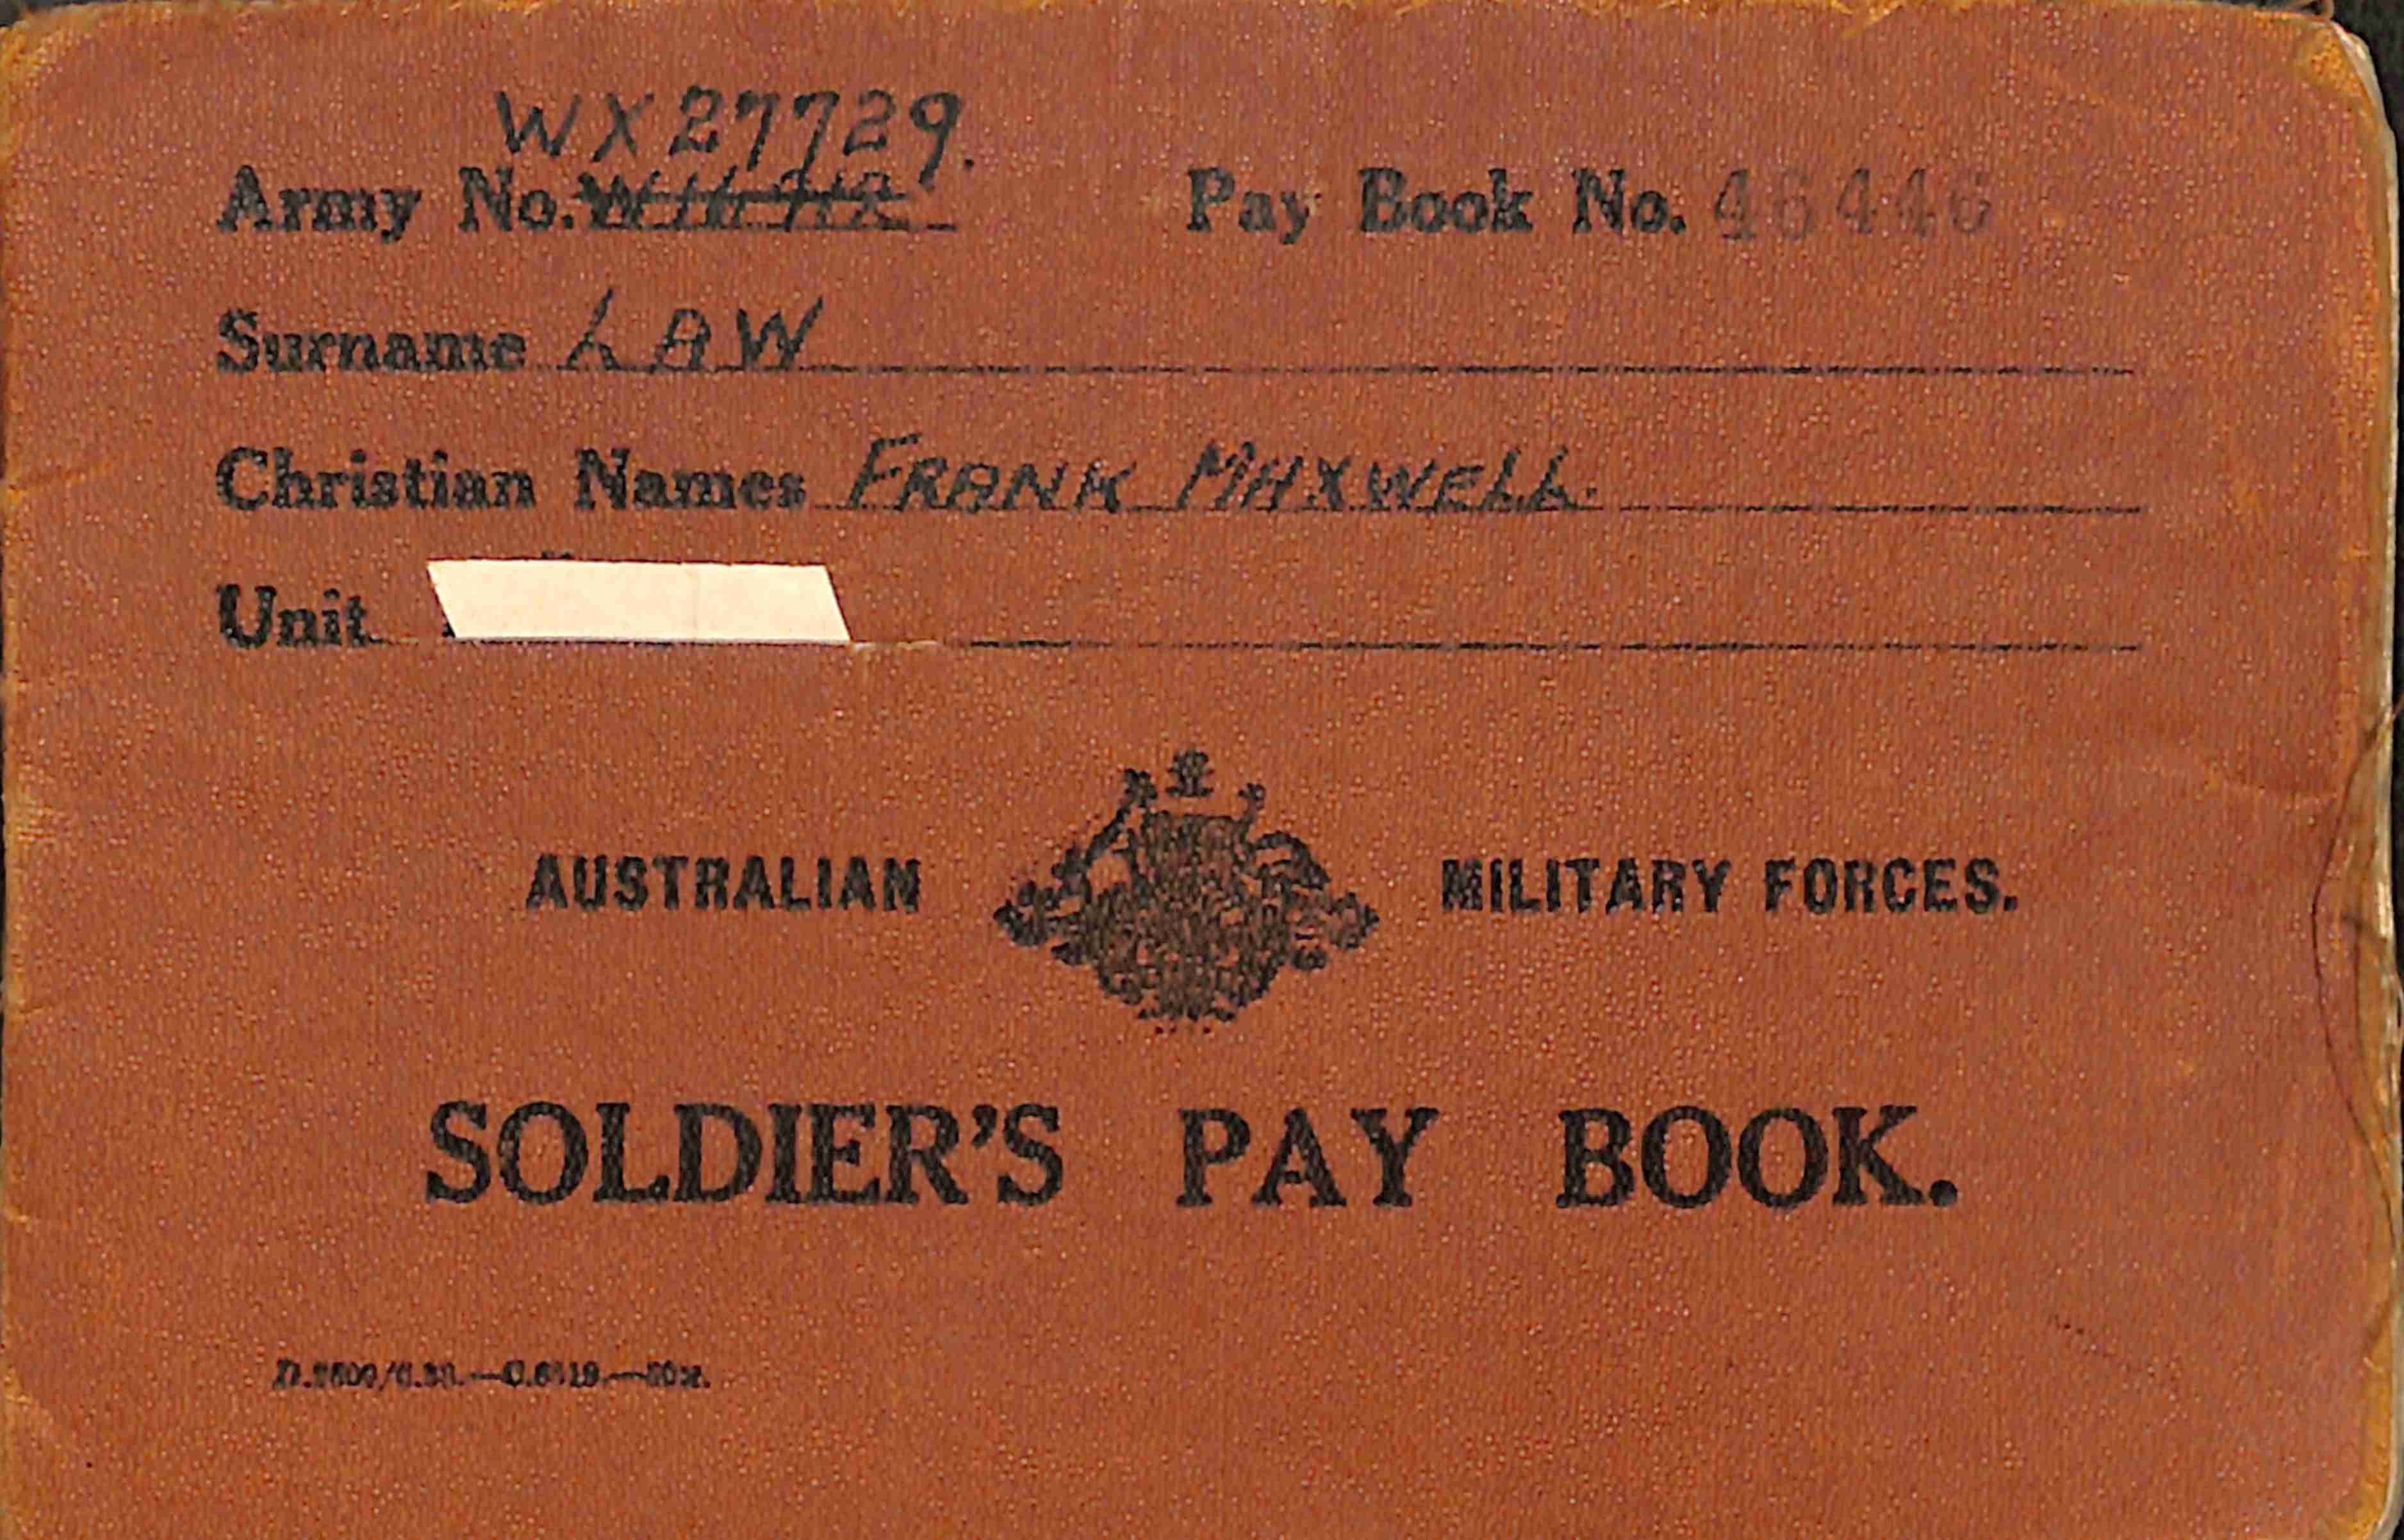 WX27729.
Army No. Pay Book No. 46446
Surname LAW
Christian Names FRANK MAXWELL.
Unit
AUSTRALIAN MILITARY FORCES.
SOLDIER'S PAY BOOK.